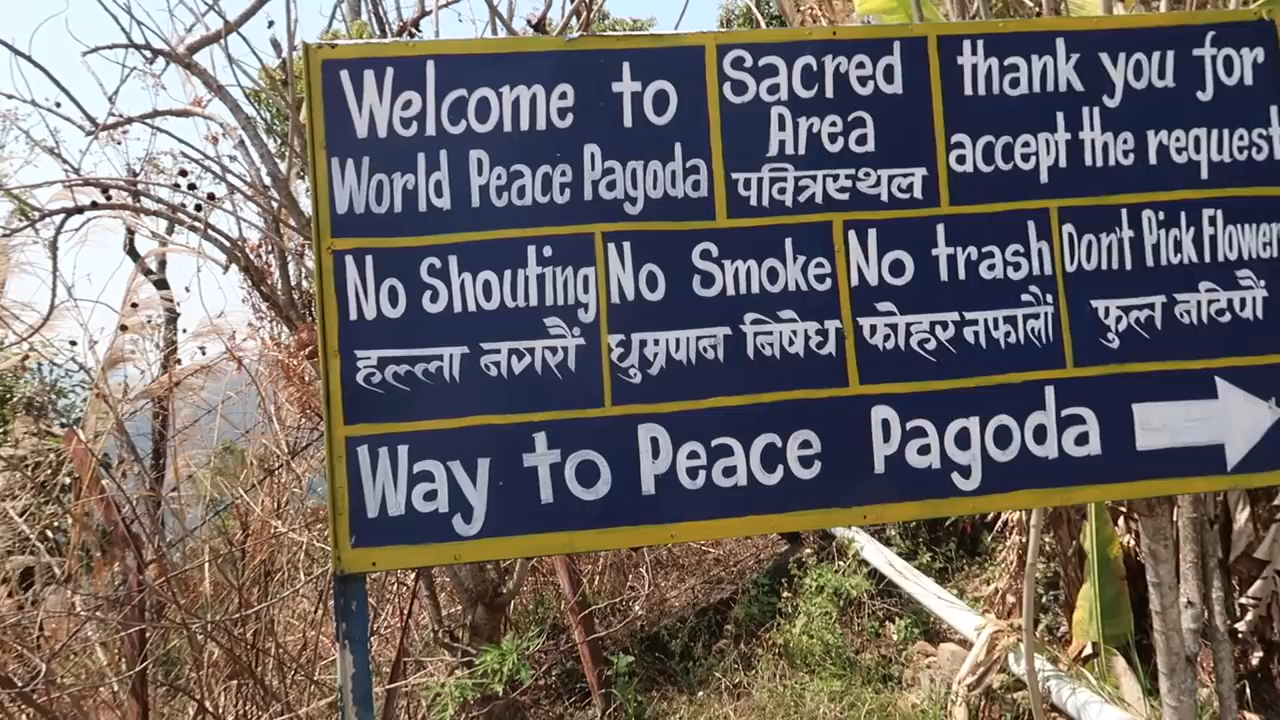 Welcome to
World Peace Pagoda
Sacred
Area
पवित्रस्थल
thank you for
accept the request
No Shouting
हल्ला नगरौं
No Smoke
धुम्रपान निषेध
No trash
फोहर नफालौं
Don't Pick Flower
फुल नटिपौं
Way to Peace Pagoda